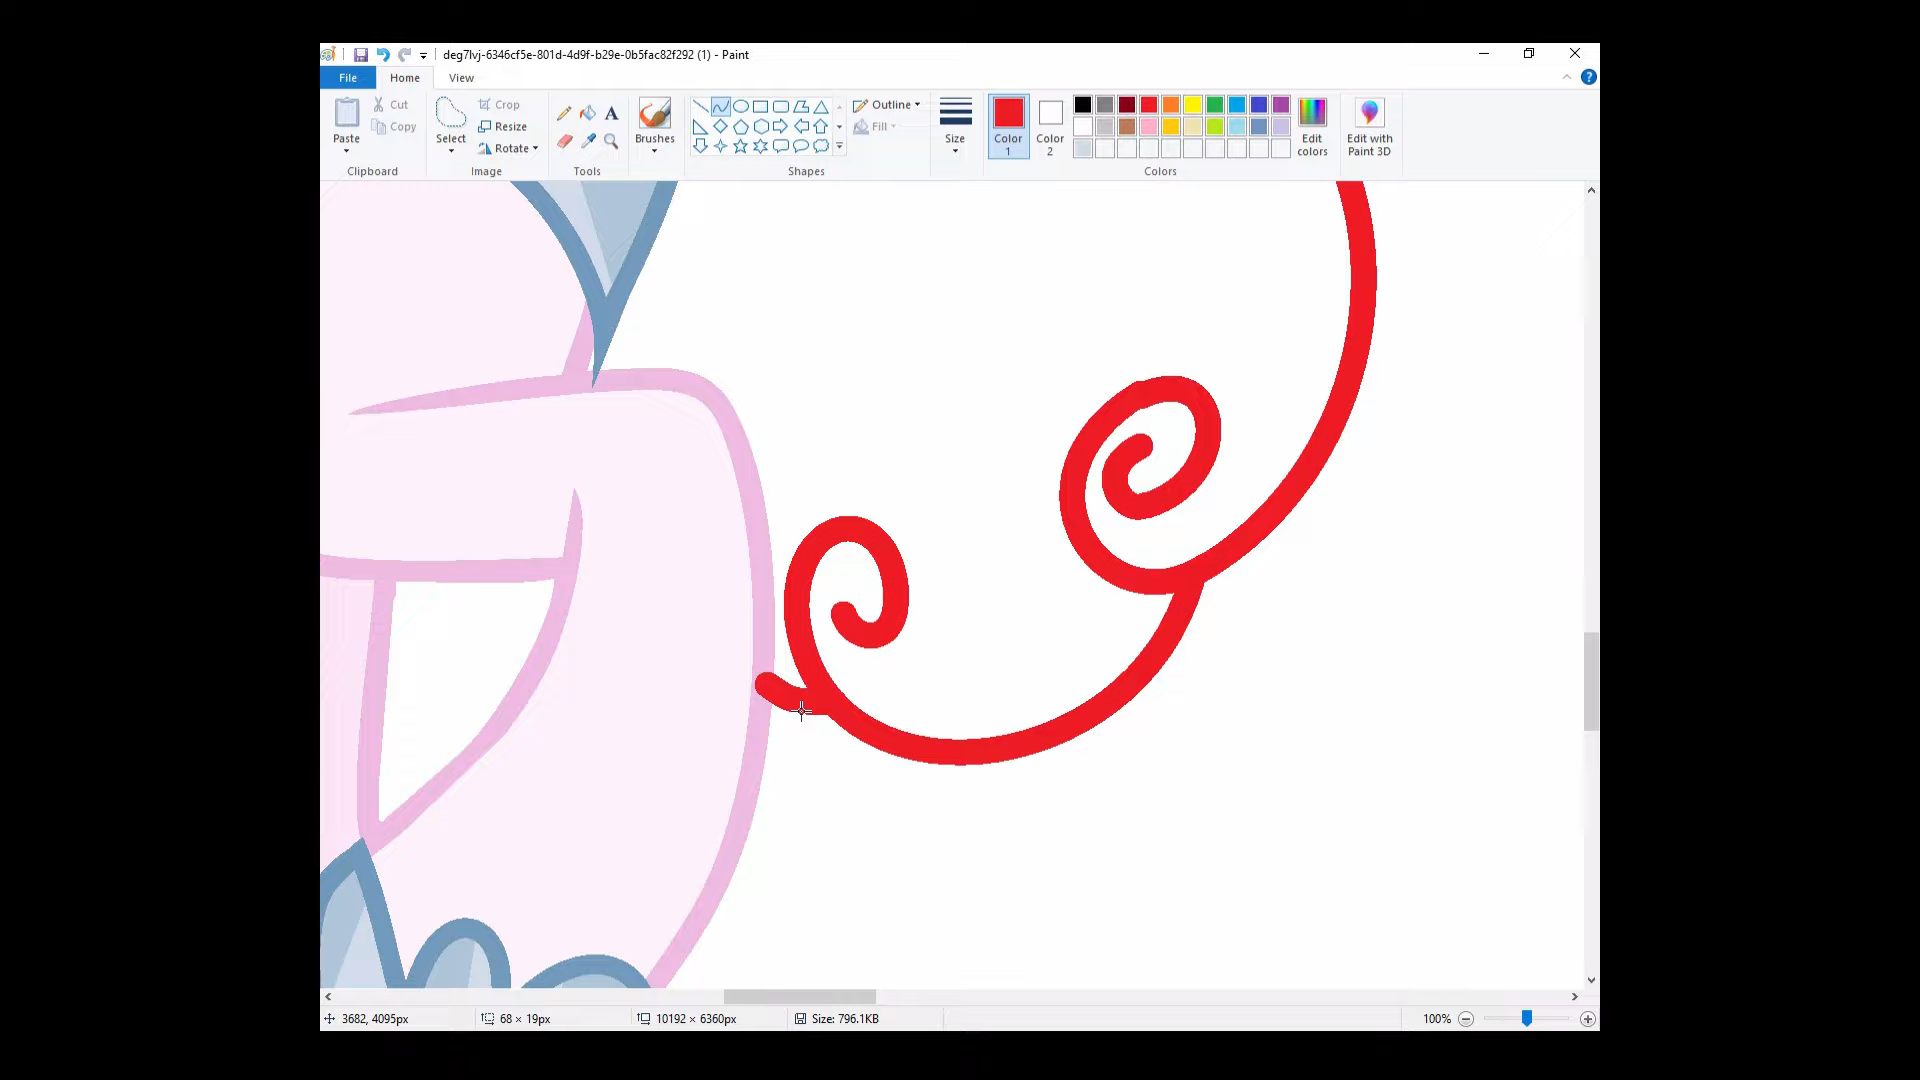 deg7lvj-6346cf5e-801d-4d9f-b29e-0b5fac82f292 (1) - Paint
File Home View
Paste Cut Copy
Clipboard
Select Crop Resize Rotate
Image
A
Tools
Brushes
Outline Fill
Shapes
Size
Color 1 Color 2
Edit colors
Colors
Edit with Paint 3D
?
3682, 4095px 68 × 19px 10192 × 6360px Size: 796.1KB 100%